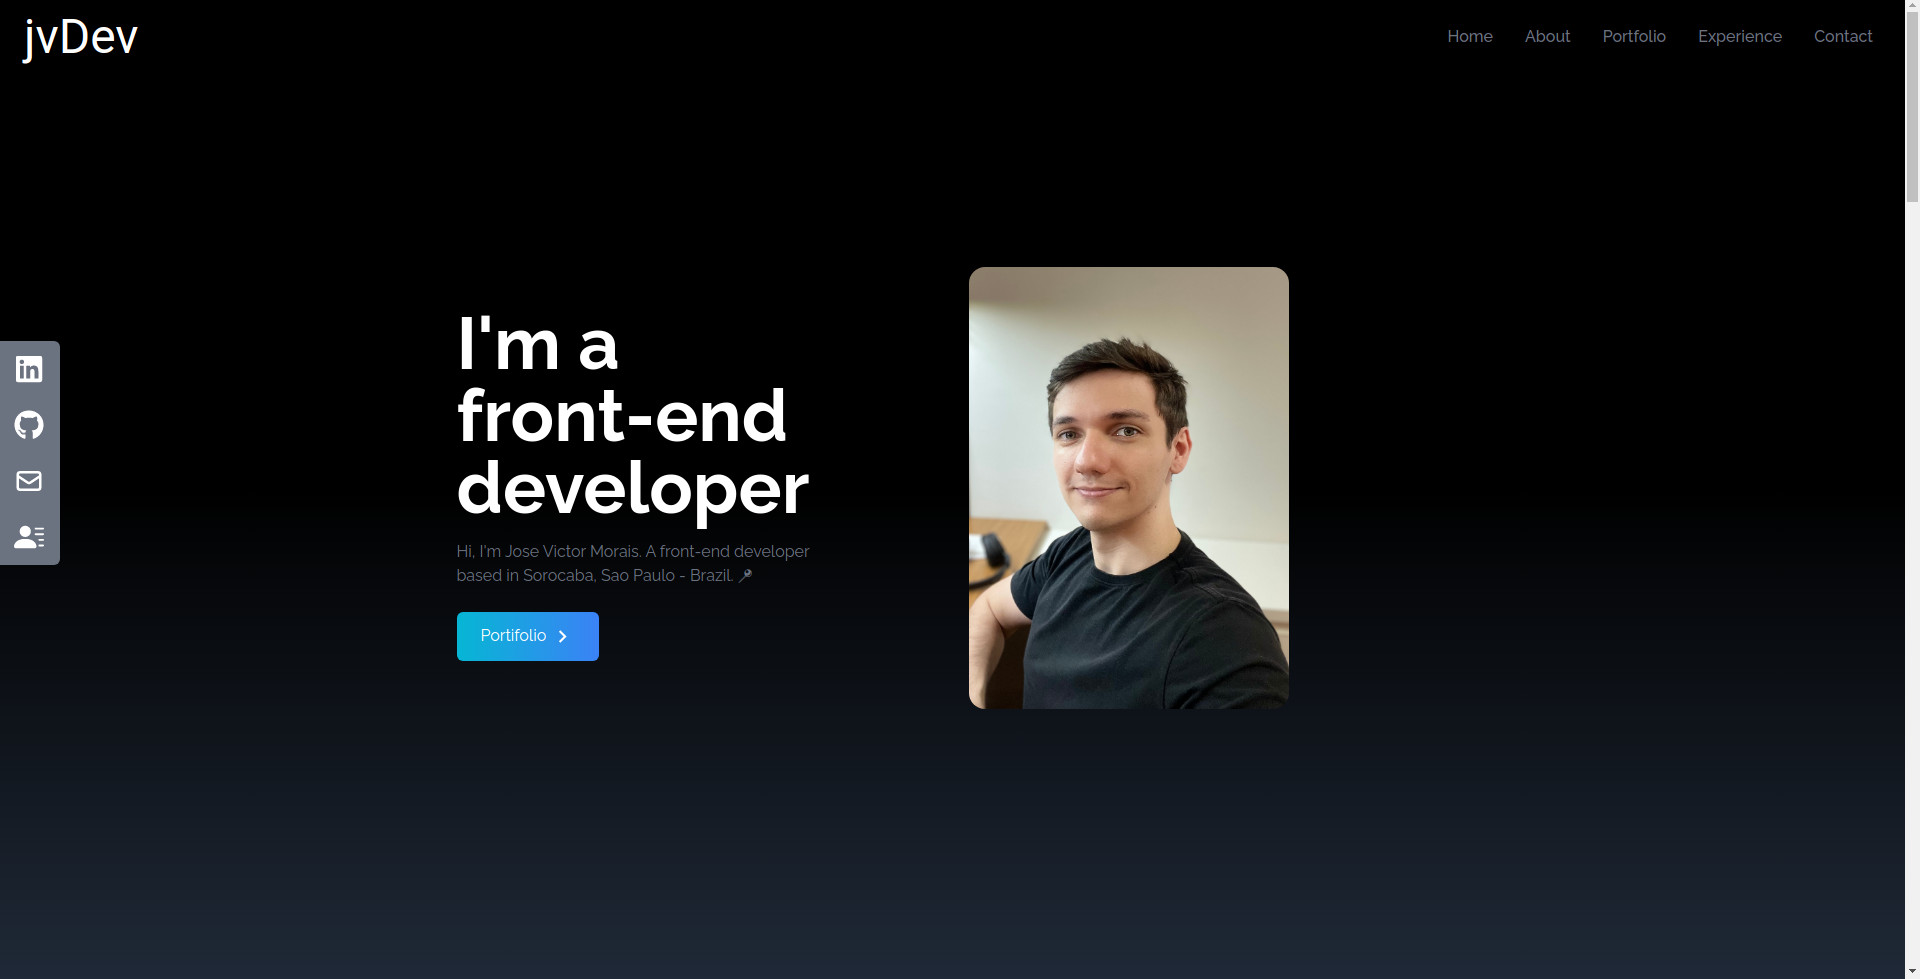 jvDev
Home About Portfolio Experience Contact
I'm a
front-end
developer
Hi, I'm Jose Victor Morais. A front-end developer
based in Sorocaba, Sao Paulo - Brazil. 📍
Portifolio